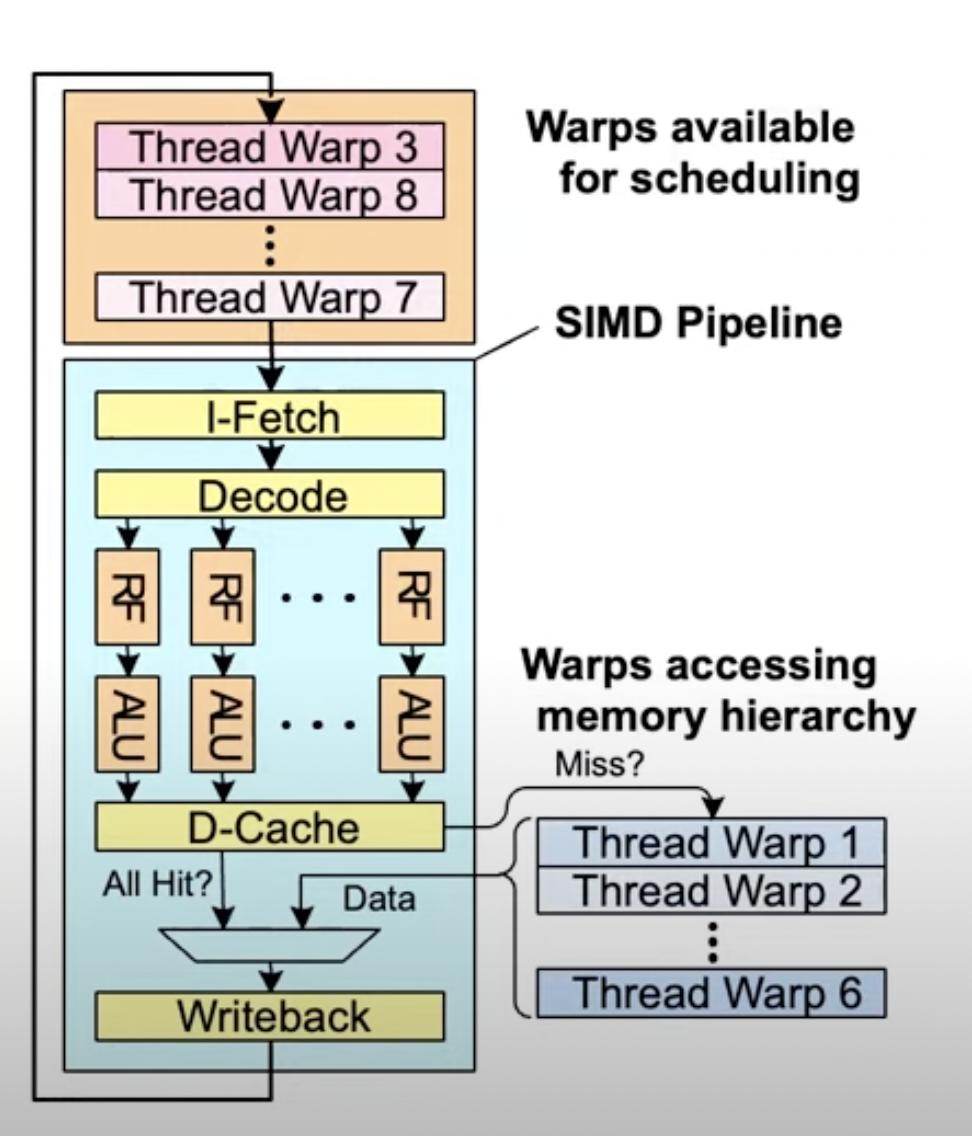 Thread Warp 3
Thread Warp 8
Thread Warp 7
Warps available
for scheduling
SIMD Pipeline
I-Fetch
Decode
RF
RF
RF
ALU
ALU
ALU
D-Cache
All Hit?
Data
Writeback
Warps accessing
memory hierarchy
Miss?
Thread Warp 1
Thread Warp 2
Thread Warp 6